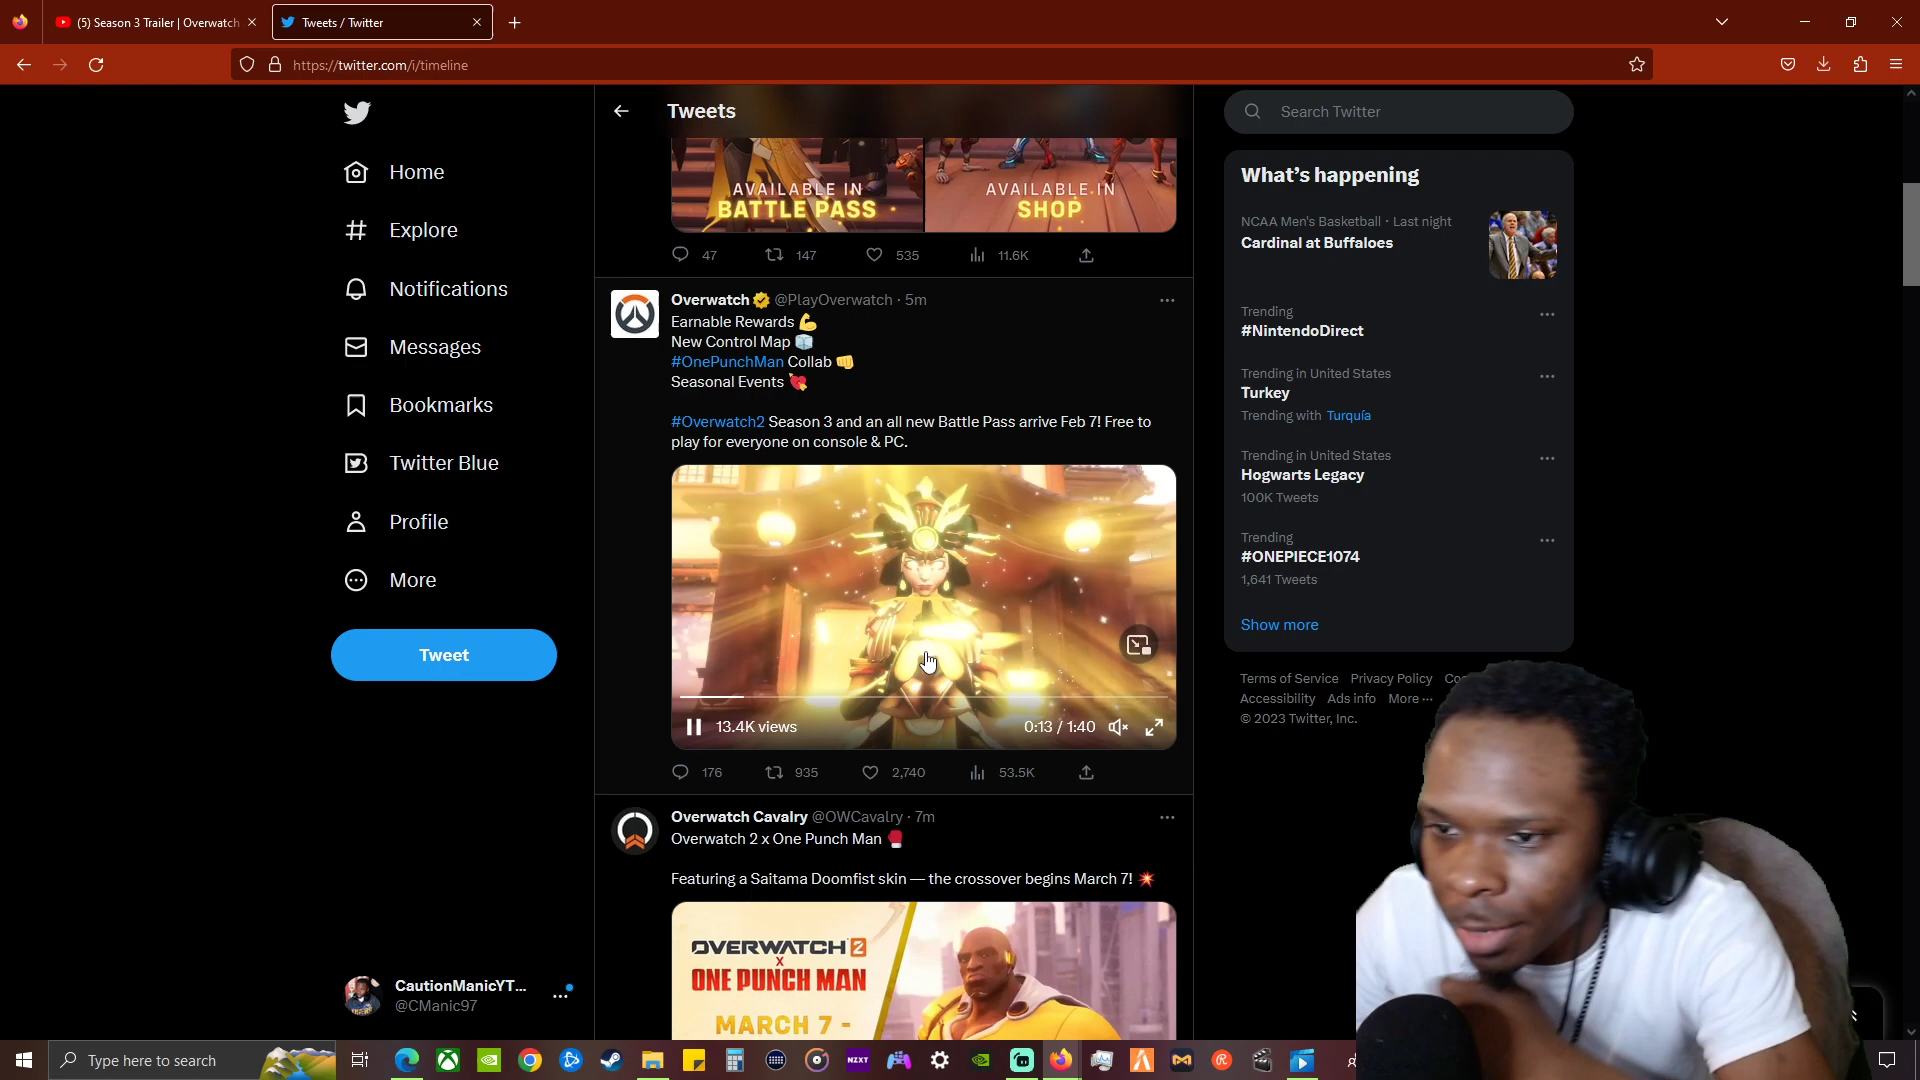 (5) Season 3 Trailer | Overwatch
Tweets / Twitter
https://twitter.com/i/timeline
Home
Explore
Notifications
Messages
Bookmarks
Twitter Blue
Profile
More
Tweet
CautionManicYT...
@CManic97
Tweets
AVAILABLE IN
BATTLE PASS
AVAILABLE IN
SHOP
47 147 535 11.6K
Overwatch @PlayOverwatch · 5m
Earnable Rewards 💪
New Control Map 🧊
#OnePunchMan Collab 👊
Seasonal Events 💘
#Overwatch2 Season 3 and an all new Battle Pass arrive Feb 7! Free to
play for everyone on console & PC.
13.4K views 0:13 / 1:40
176 935 2,740 53.5K
Overwatch Cavalry @OWCavalry · 7m
Overwatch 2 x One Punch Man 🥊
Featuring a Saitama Doomfist skin — the crossover begins March 7! 💥
OVERWATCH 2
X
ONE PUNCH MAN
MARCH 7 -
Search Twitter
What's happening
NCAA Men's Basketball · Last night
Cardinal at Buffaloes
Trending
#NintendoDirect
Trending in United States
Turkey
Trending with Turquía
Trending in United States
Hogwarts Legacy
100K Tweets
Trending
#ONEPIECE1074
1,641 Tweets
Show more
Terms of Service Privacy Policy Coo
Accessibility Ads info More ···
© 2023 Twitter, Inc.
Type here to search
NZXT